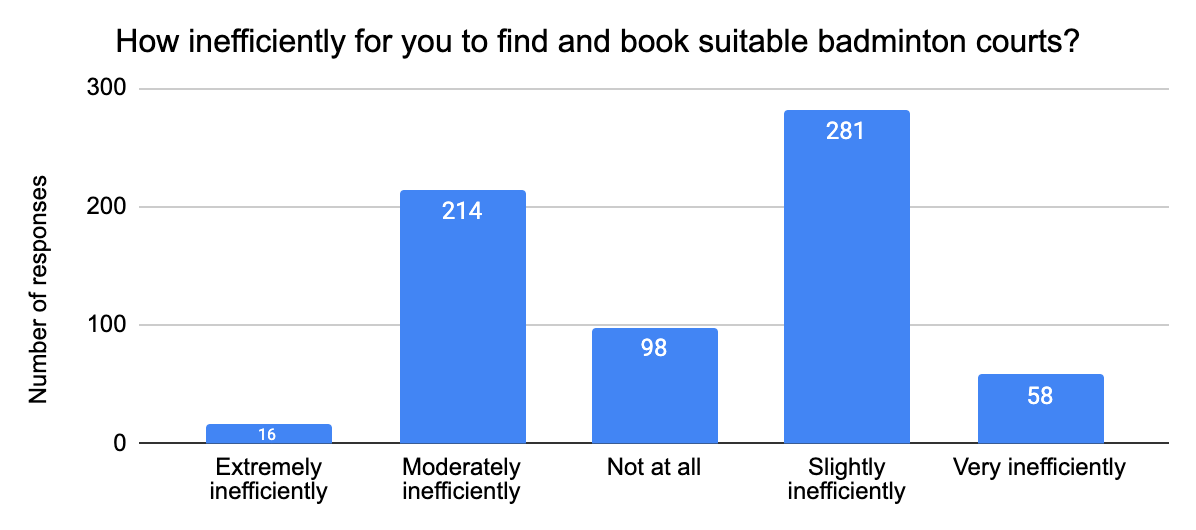 How inefficiently for you to find and book suitable badminton courts?
Number of responses
300
200
100
0
16
214
98
281
58
Extremely
inefficiently
Moderately
inefficiently
Not at all
Slightly
inefficiently
Very inefficiently